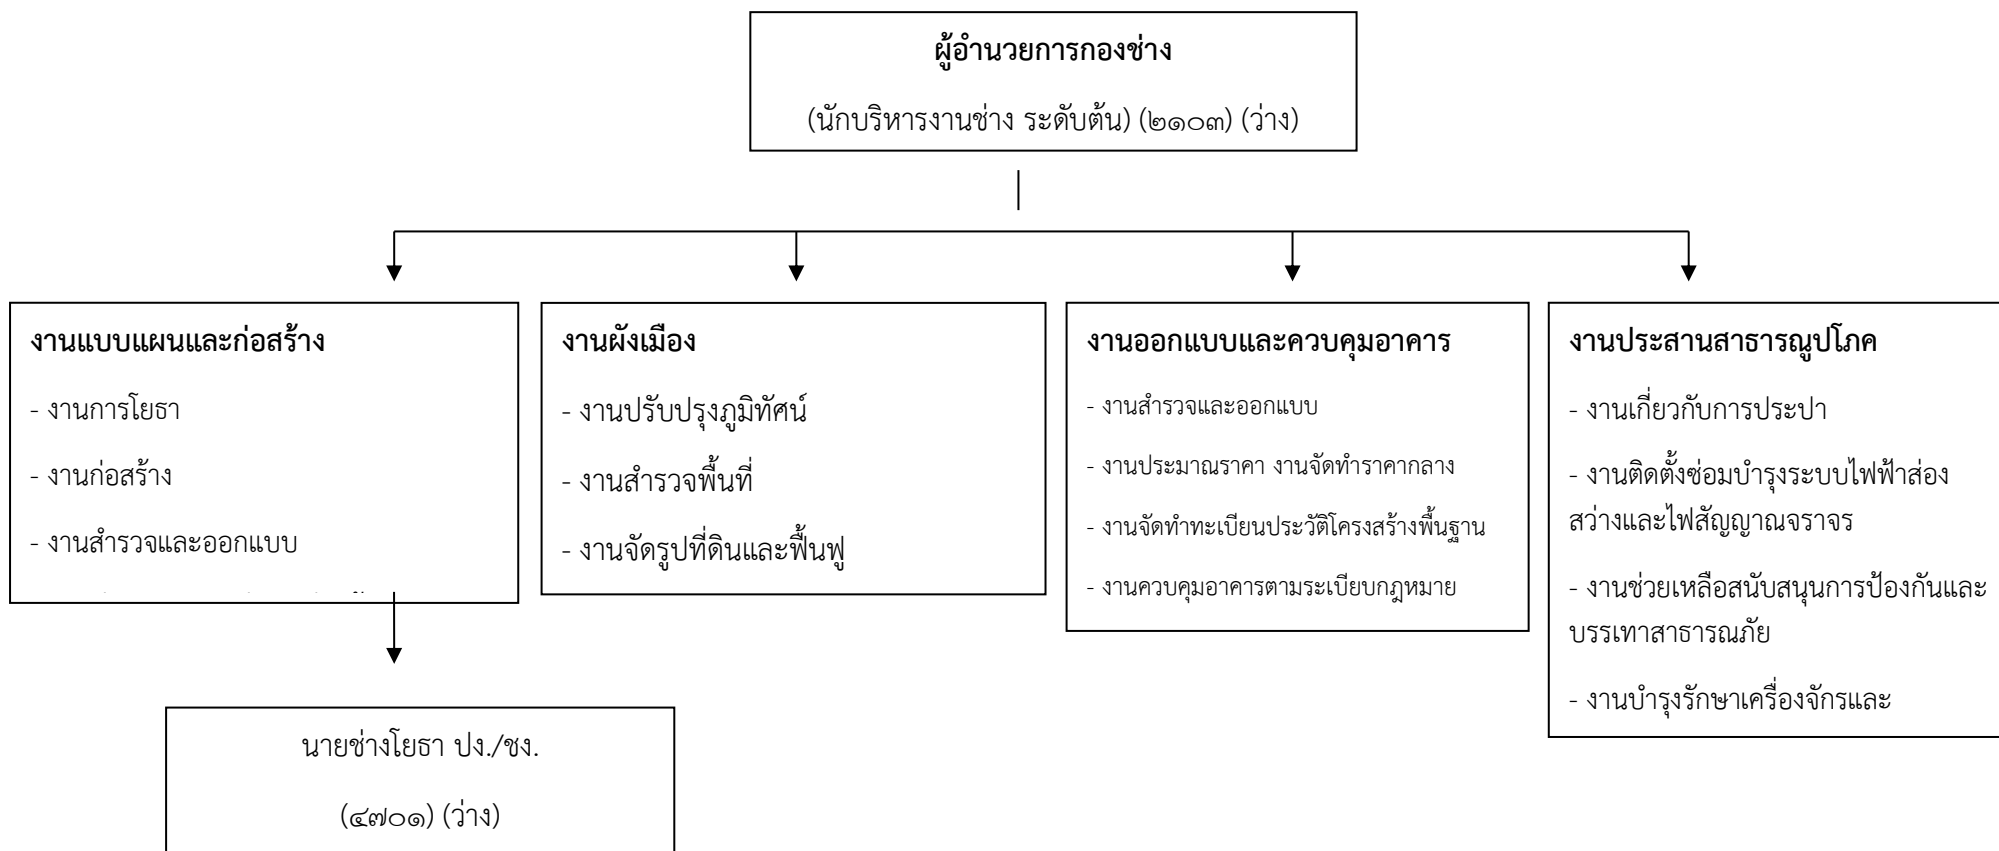 ผู้อำนวยการกองช่าง
(นักบริหารงานช่าง ระดับต้น) (๒๑๐๓) (ว่าง)
งานแบบแผนและก่อสร้าง
- งานการโยธา
- งานก่อสร้าง
- งานสำรวจและออกแบบ
งานผังเมือง
- งานปรับปรุงภูมิทัศน์
- งานสำรวจพื้นที่
- งานจัดรูปที่ดินและฟื้นฟู
งานออกแบบและควบคุมอาคาร
- งานสำรวจและออกแบบ
- งานประมาณราคา งานจัดทำราคากลาง
- งานจัดทำทะเบียนประวัติโครงสร้างพื้นฐาน
- งานควบคุมอาคารตามระเบียบกฎหมาย
งานประสานสาธารณูปโภค
- งานเกี่ยวกับการประปา
- งานติดตั้งซ่อมบำรุงระบบไฟฟ้าส่อง
สว่างและไฟสัญญาณจราจร
- งานช่วยเหลือสนับสนุนการป้องกันและ
บรรเทาสาธารณภัย
- งานบำรุงรักษาเครื่องจักรและ
นายช่างโยธา ปง./ชง.
(๔๗๐๑) (ว่าง)